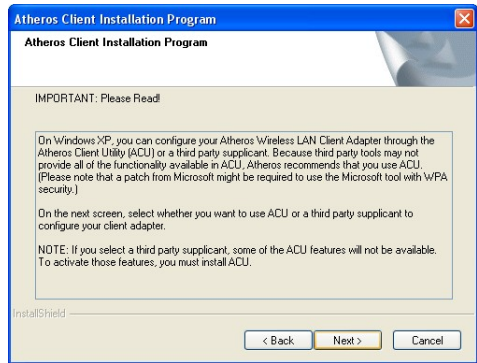 Atheros Client Installation Program
Atheros Client Installation Program
IMPORTANT: Please Read!
On Windows XP, you can configure your Atheros Wireless LAN Client Adapter through the
Atheros Client Utility (ACU) or a third party supplicant. Because third party tools may not
provide all of the functionality available in ACU, Atheros recommends that you use ACU.
(Please note that a patch from Microsoft might be required to use the Microsoft tool with WPA
security.)
On the next screen, select whether you want to use ACU or a third party supplicant to
configure your client adapter.
NOTE: If you select a third party supplicant, some of the ACU features will not be available.
To activate those features, you must install ACU.
InstallShield
< Back Next > Cancel